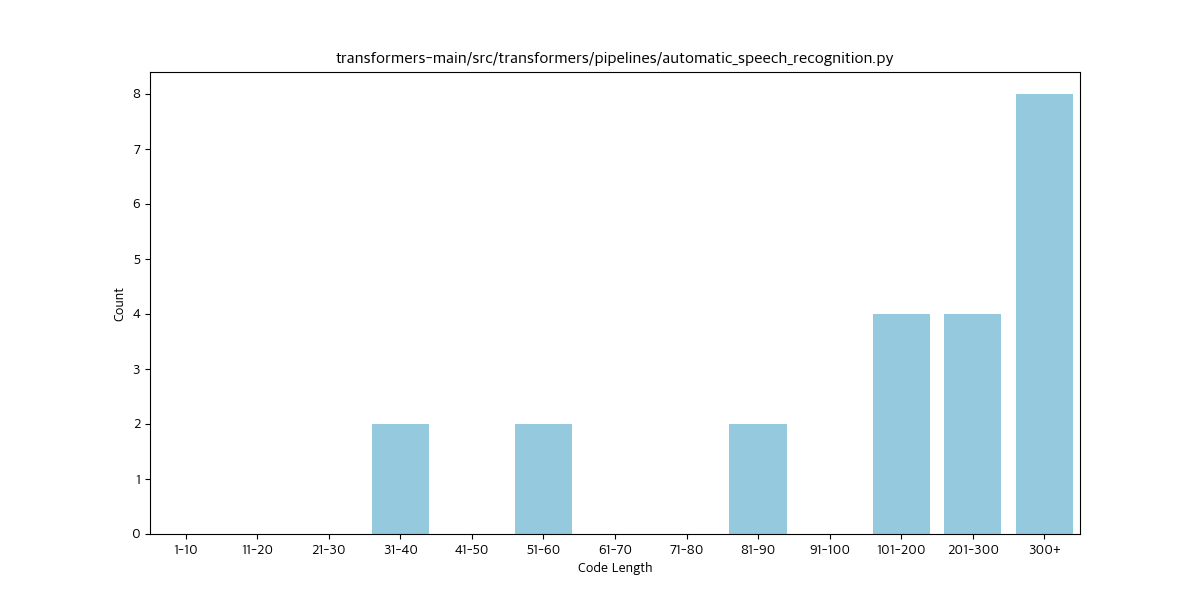 transformers-main/src/transformers/pipelines/automatic_speech_recognition.py
8
7
6
5
4
3
2
1
0
Count
1-10 11-20 21-30 31-40 41-50 51-60 61-70 71-80 81-90 91-100 101-200 201-300 300+
Code Length